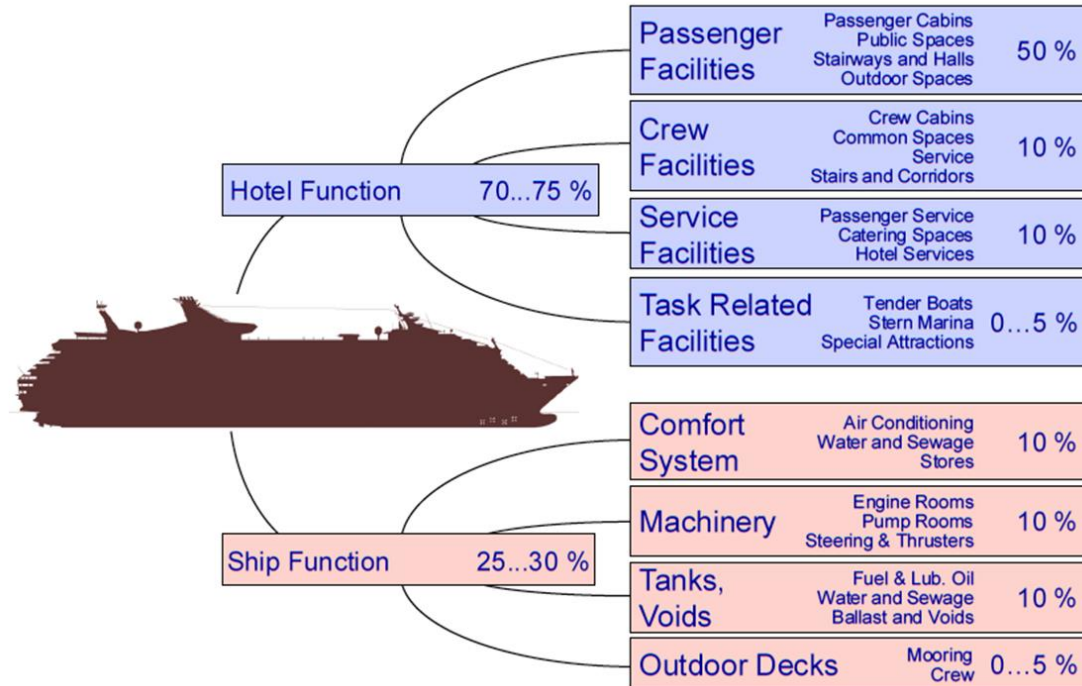 Passenger Facilities
Passenger Cabins
Public Spaces
Stairways and Halls
Outdoor Spaces
50 %
Crew Facilities
Crew Cabins
Common Spaces
Service
Stairs and Corridors
10 %
Hotel Function 70...75 %
Service Facilities
Passenger Service
Catering Spaces
Hotel Services
10 %
Task Related Facilities
Tender Boats
Stern Marina
Special Attractions
0...5 %
Comfort System
Air Conditioning
Water and Sewage
Stores
10 %
Machinery
Engine Rooms
Pump Rooms
Steering & Thrusters
10 %
Ship Function 25...30 %
Tanks, Voids
Fuel & Lub. Oil
Water and Sewage
Ballast and Voids
10 %
Outdoor Decks
Mooring
Crew
0...5 %